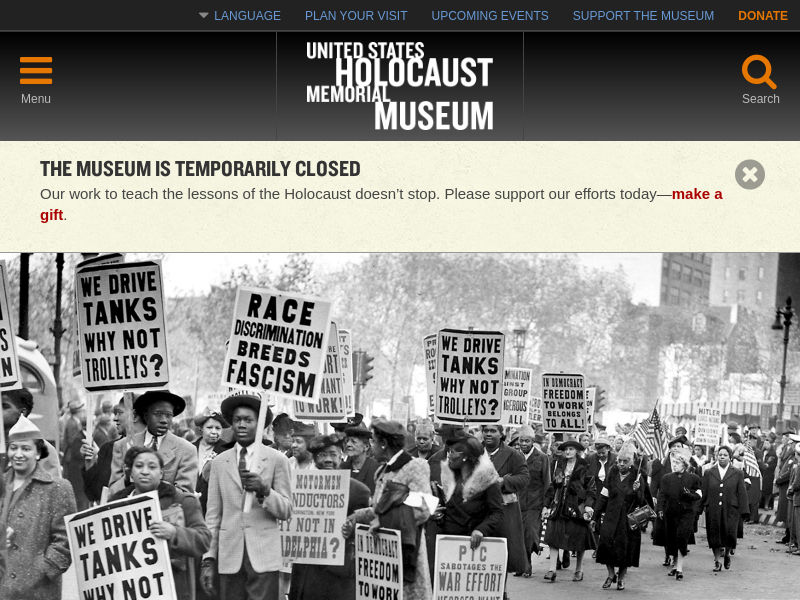 LANGUAGE
PLAN YOUR VISIT
UPCOMING EVENTS
SUPPORT THE MUSEUM
DONATE
Menu
UNITED STATES
HOLOCAUST
MEMORIAL
MUSEUM
Search
THE MUSEUM IS TEMPORARILY CLOSED
Our work to teach the lessons of the Holocaust doesn’t stop. Please support our efforts today—make a
gift.
WE DRIVE
TANKS
WHY NOT
TROLLEYS?
RACE
DISCRIMINATION
BREEDS
FASCISM
WE DRIVE
TANKS
WHY NOT
TROLLEYS?
IN DEMOCRACY
FREEDOM
TO WORK
BELONGS
TO ALL!
HITLER
MOTORMEN
NDUCTORS
Y NOT IN
ADELPHIA?
WE DRIVE
TANKS
WHY NOT
IN DEMOCRACY
FREEDOM
TO WORK
PTC
SABOTAGES THE
WAR EFFORT